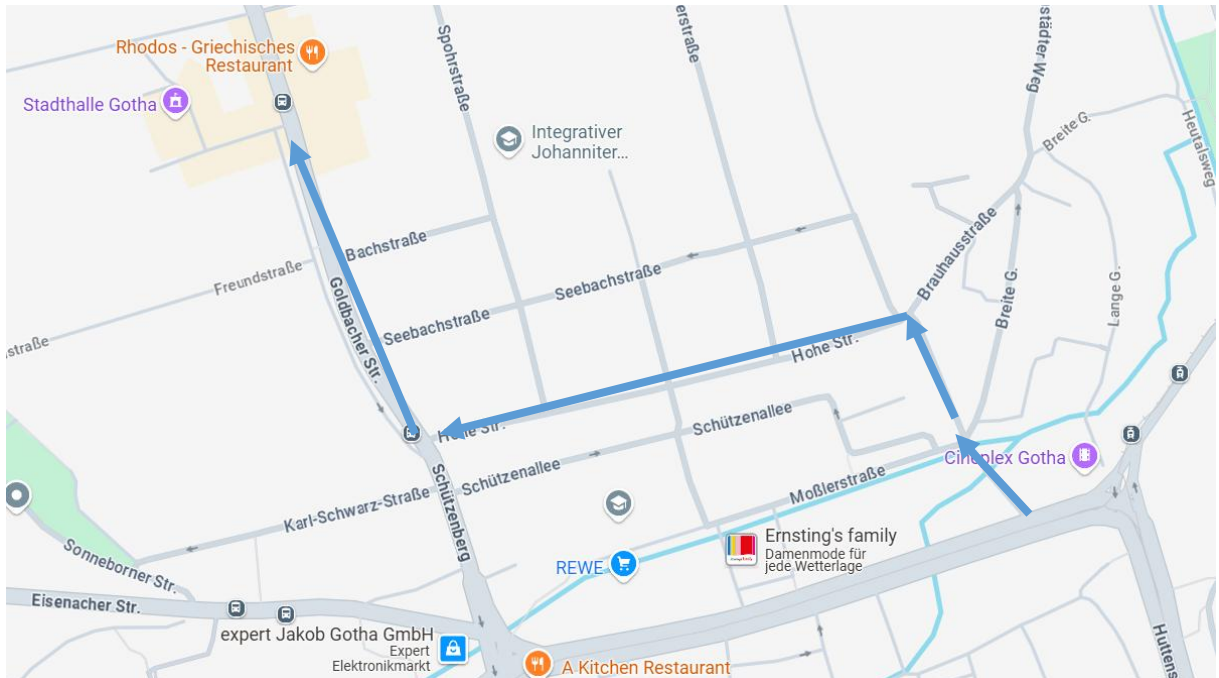 Rhodos - Griechisches
Restaurant
Stadthalle Gotha
Spohrstraße
erstraße
städter Weg
Integrativer
Johanniter...
Breite G.
Heutalsweg
Bachstraße
Freundstraße
Seebachstraße
Brauhausstraße
Goldbacher Str.
Seebachstraße
Breite G.
Lange G.
straße
Hohe Str.
Hohe Str.
Schützenallee
Schützenallee
Cineplex Gotha
Schützenberg
Moßlerstraße
Karl-Schwarz-Straße
Sonneborner Str.
Ernsting's family
Damenmode für
jede Wetterlage
REWE
Eisenacher Str.
expert Jakob Gotha GmbH
Expert
Elektronikmarkt
A Kitchen Restaurant
Huttens